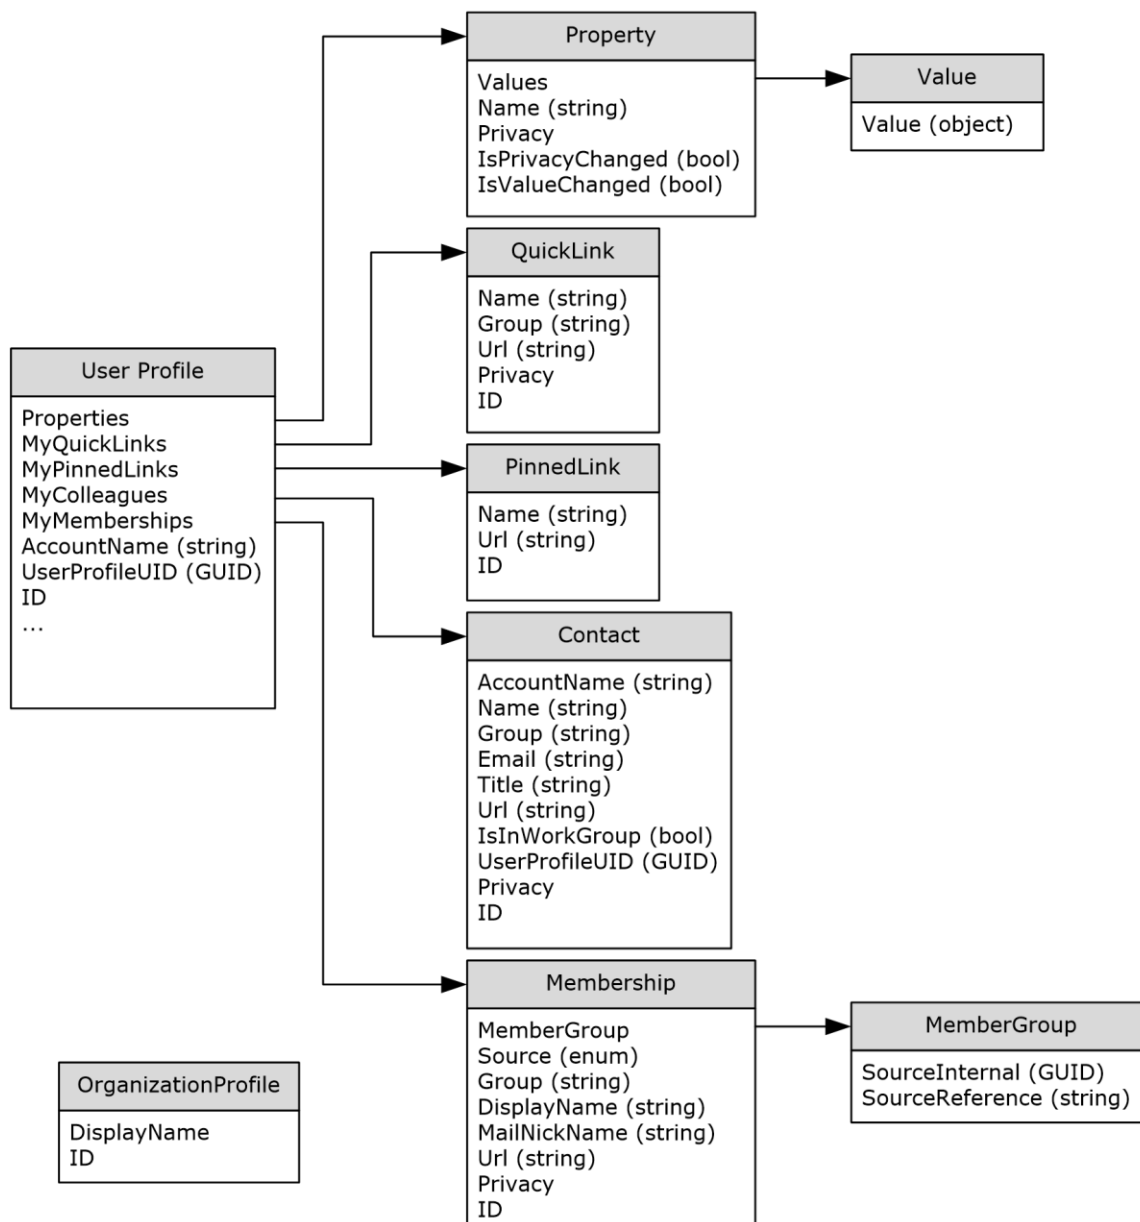 Property
Values
Name (string)
Privacy
IsPrivacyChanged (bool)
IsValueChanged (bool)
Value
Value (object)
QuickLink
Name (string)
Group (string)
Url (string)
Privacy
ID
User Profile
Properties
MyQuickLinks
MyPinnedLinks
MyColleagues
MyMemberships
AccountName (string)
UserProfileUID (GUID)
ID
...
PinnedLink
Name (string)
Url (string)
ID
Contact
AccountName (string)
Name (string)
Group (string)
Email (string)
Title (string)
Url (string)
IsInWorkGroup (bool)
UserProfileUID (GUID)
Privacy
ID
Membership
MemberGroup
Source (enum)
Group (string)
DisplayName (string)
MailNickName (string)
Url (string)
Privacy
ID
MemberGroup
SourceInternal (GUID)
SourceReference (string)
OrganizationProfile
DisplayName
ID